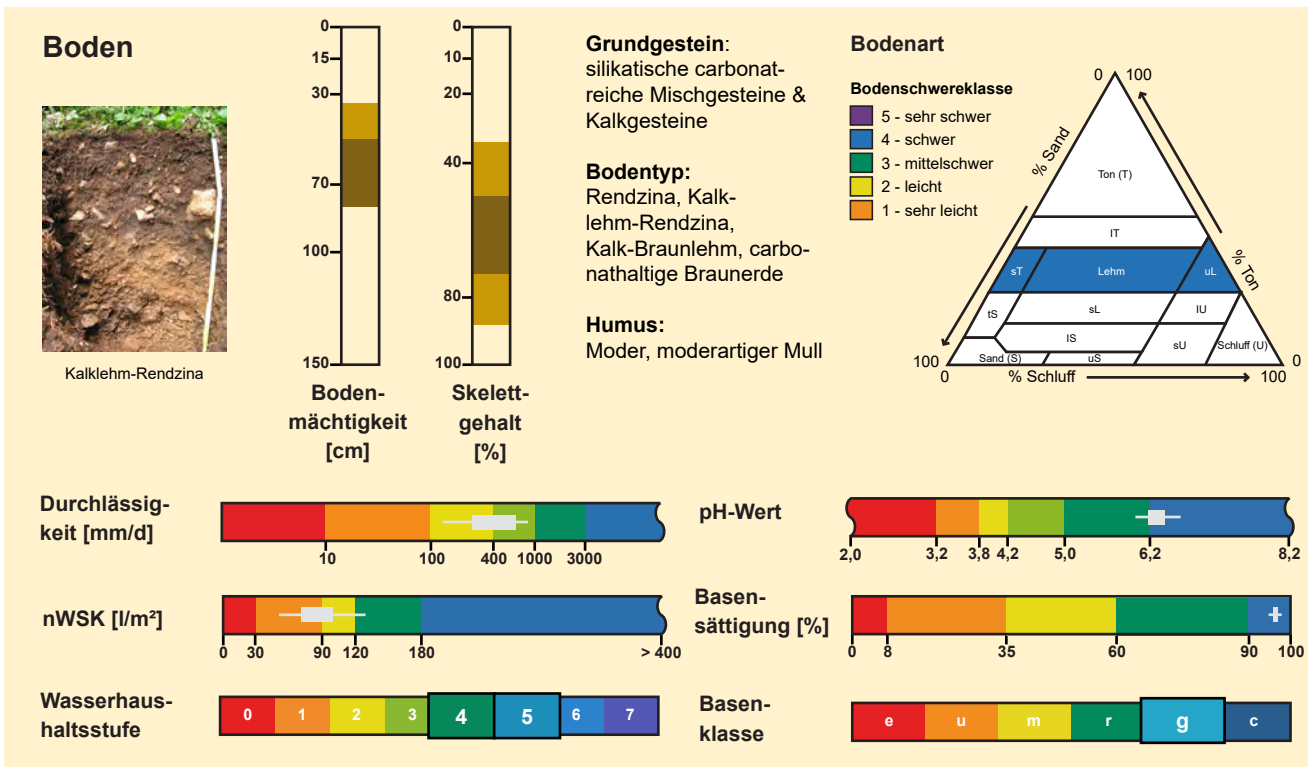 Boden
Kalklehm-Rendzina
0
15
30
70
100
150
Boden-
mächtigkeit
[cm]
0
10
20
40
80
100
Skelett-
gehalt
[%]
Grundgestein:
silikatische carbonat-
reiche Mischgesteine &
Kalkgesteine
Bodentyp:
Rendzina, Kalk-
lehm-Rendzina,
Kalk-Braunlehm, carbo-
nathaltige Braunerde
Humus:
Moder, moderartiger Mull
Bodenart
Bodenschwereklasse
5 - sehr schwer
4 - schwer
3 - mittelschwer
2 - leicht
1 - sehr leicht
0 100
% Sand
% Ton
Ton (T)
lT
sT Lehm uL
tS sL lU
lS
sU Schluff (U)
Sand (S) uS
100 0
0 % Schluff 100
Durchlässig-
keit [mm/d]
10 100 400 1000 3000
nWSK [l/m²]
0 30 90 120 180 > 400
Wasserhaus-
haltsstufe
0 1 2 3 4 5 6 7
pH-Wert
2,0 3,2 3,8 4,2 5,0 6,2 8,2
Basen-
sättigung [%]
0 8 35 60 90 100
Basen-
klasse
e u m r g c